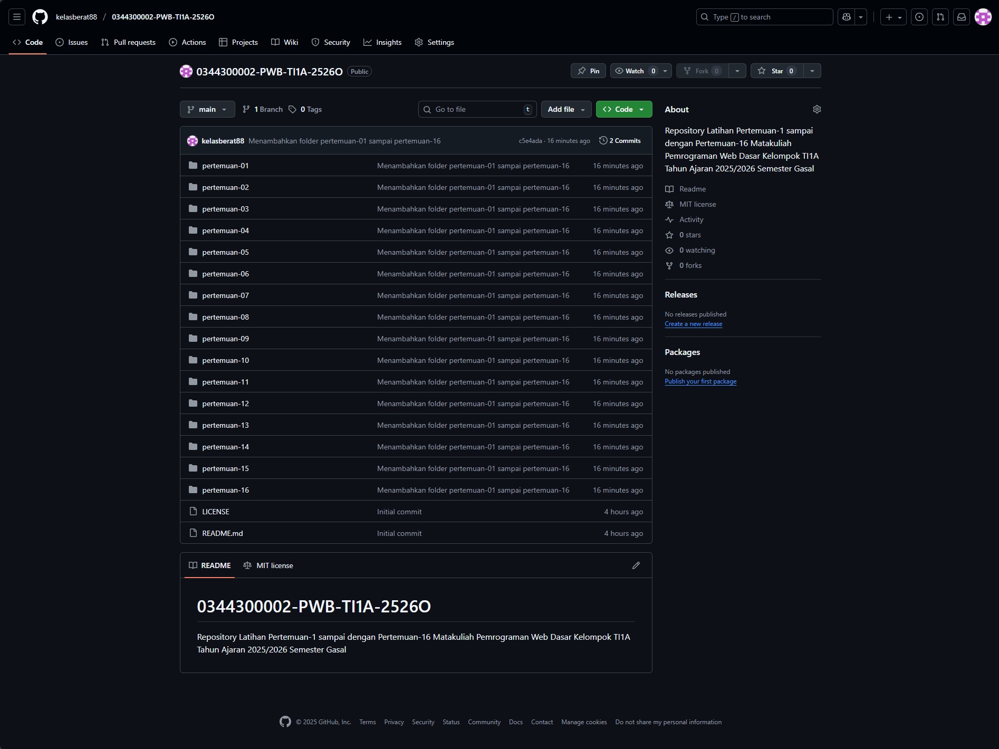 kelasberat88 / 0344300002-PWB-TI1A-2526O
Type / to search
Code Issues Pull requests Actions Projects Wiki Security Insights Settings
0344300002-PWB-TI1A-2526O Public
Pin Watch 0 Fork 0 Star 0
main 1 Branch 0 Tags Go to file t Add file Code
kelasberat88 Menambahkan folder pertemuan-01 sampai pertemuan-16 c5e4ada · 16 minutes ago 2 Commits
pertemuan-01 Menambahkan folder pertemuan-01 sampai pertemuan-16 16 minutes ago
pertemuan-02 Menambahkan folder pertemuan-01 sampai pertemuan-16 16 minutes ago
pertemuan-03 Menambahkan folder pertemuan-01 sampai pertemuan-16 16 minutes ago
pertemuan-04 Menambahkan folder pertemuan-01 sampai pertemuan-16 16 minutes ago
pertemuan-05 Menambahkan folder pertemuan-01 sampai pertemuan-16 16 minutes ago
pertemuan-06 Menambahkan folder pertemuan-01 sampai pertemuan-16 16 minutes ago
pertemuan-07 Menambahkan folder pertemuan-01 sampai pertemuan-16 16 minutes ago
pertemuan-08 Menambahkan folder pertemuan-01 sampai pertemuan-16 16 minutes ago
pertemuan-09 Menambahkan folder pertemuan-01 sampai pertemuan-16 16 minutes ago
pertemuan-10 Menambahkan folder pertemuan-01 sampai pertemuan-16 16 minutes ago
pertemuan-11 Menambahkan folder pertemuan-01 sampai pertemuan-16 16 minutes ago
pertemuan-12 Menambahkan folder pertemuan-01 sampai pertemuan-16 16 minutes ago
pertemuan-13 Menambahkan folder pertemuan-01 sampai pertemuan-16 16 minutes ago
pertemuan-14 Menambahkan folder pertemuan-01 sampai pertemuan-16 16 minutes ago
pertemuan-15 Menambahkan folder pertemuan-01 sampai pertemuan-16 16 minutes ago
pertemuan-16 Menambahkan folder pertemuan-01 sampai pertemuan-16 16 minutes ago
LICENSE Initial commit 4 hours ago
README.md Initial commit 4 hours ago
README MIT license
0344300002-PWB-TI1A-2526O
Repository Latihan Pertemuan-1 sampai dengan Pertemuan-16 Matakuliah Pemrograman Web Dasar Kelompok TI1A
Tahun Ajaran 2025/2026 Semester Gasal
About
Repository Latihan Pertemuan-1 sampai
dengan Pertemuan-16 Matakuliah
Pemrograman Web Dasar Kelompok TI1A
Tahun Ajaran 2025/2026 Semester Gasal
Readme
MIT license
Activity
0 stars
0 watching
0 forks
Releases
No releases published
Create a new release
Packages
No packages published
Publish your first package
© 2025 GitHub, Inc. Terms Privacy Security Status Community Docs Contact Manage cookies Do not share my personal information